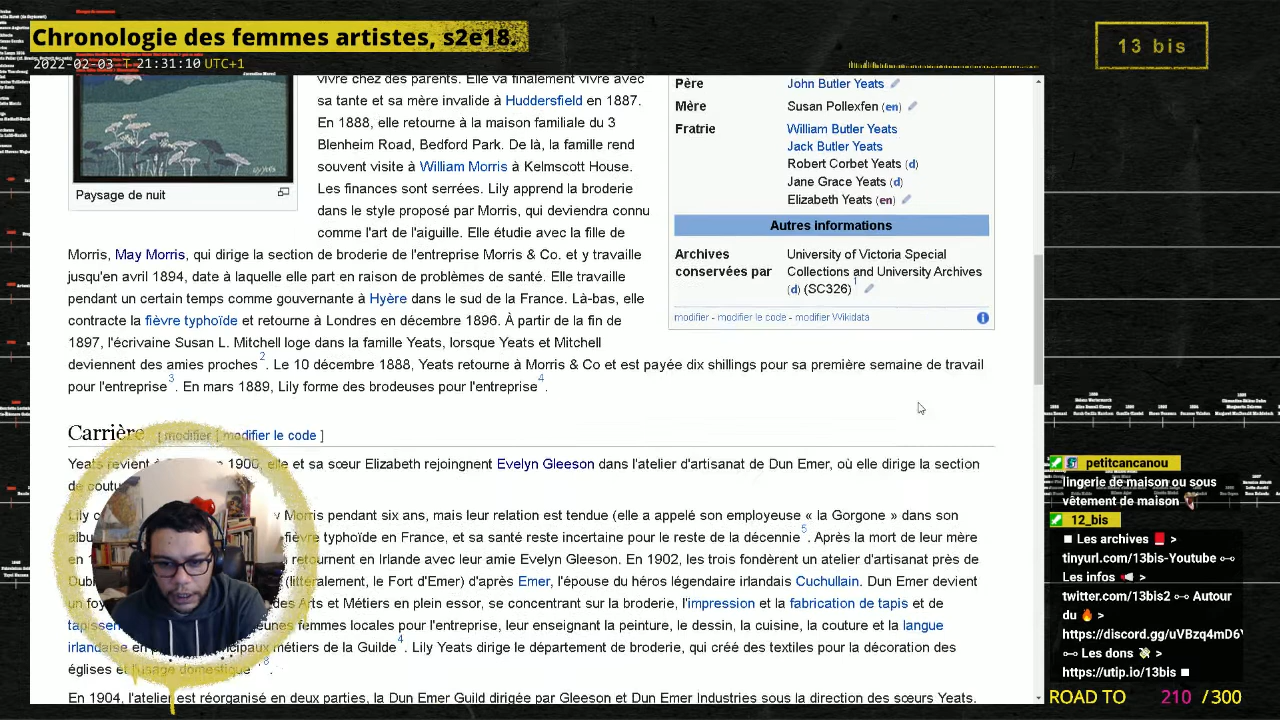 Chronologie des femmes artistes, s2e18.
2022-02-03 T 21:31:10 UTC+1
13 bis
Paysage de nuit
vivre chez des parents. Elle va finalement vivre avec
sa tante et sa mère invalide à Huddersfield en 1887.
En 1888, elle retourne à la maison familiale du 3
Blenheim Road, Bedford Park. De là, la famille rend
souvent visite à William Morris à Kelmscott House.
Les finances sont serrées. Lily apprend la broderie
dans le style proposé par Morris, qui deviendra connu
comme l'art de l'aiguille. Elle étudie avec la fille de
Morris, May Morris, qui dirige la section de broderie de l'entreprise Morris & Co. et y travaille
jusqu'en avril 1894, date à laquelle elle part en raison de problèmes de santé. Elle travaille
pendant un certain temps comme gouvernante à Hyère dans le sud de la France. Là-bas, elle
contracte la fièvre typhoïde et retourne à Londres en décembre 1896. À partir de la fin de
1897, l'écrivaine Susan L. Mitchell loge dans la famille Yeats, lorsque Yeats et Mitchell
deviennent des amies proches2. Le 10 décembre 1888, Yeats retourne à Morris & Co et est payée dix shillings pour sa première semaine de travail
pour l'entreprise3. En mars 1889, Lily forme des brodeuses pour l'entreprise4.
Père John Butler Yeats
Mère Susan Pollexfen (en)
Fratrie William Butler Yeats
Jack Butler Yeats
Robert Corbet Yeats (d)
Jane Grace Yeats (d)
Elizabeth Yeats (en)
Autres informations
Archives University of Victoria Special
conservées par Collections and University Archives
(d) (SC326)1
modifier - modifier le code - modifier Wikidata
Carrière [ modifier | modifier le code ]
Yeats revient à 1900, elle et sa sœur Elizabeth rejoingnent Evelyn Gleeson dans l'atelier d'artisanat de Dun Emer, où elle dirige la section
de coutu
Lily c Morris pendant six ans, mais leur relation est tendue (elle a appelé son employeuse « la Gorgone » dans son
albu fièvre typhoïde en France, et sa santé reste incertaine pour le reste de la décennie5. Après la mort de leur mère
en 1 retournent en Irlande avec leur amie Evelyn Gleeson. En 1902, les trois fondèrent un atelier d'artisanat près de
Dubl (littéralement, le Fort d'Emer) d'après Emer, l'épouse du héros légendaire irlandais Cuchullain. Dun Emer devient
un foy des Arts et Métiers en plein essor, se concentrant sur la broderie, l'impression et la fabrication de tapis et de
tapisser eunes femmes locales pour l'entreprise, leur enseignant la peinture, le dessin, la cuisine, la couture et la langue
irlandaise en p ncipaux métiers de la Guilde4. Lily Yeats dirige le département de broderie, qui créé des textiles pour la décoration des
églises et l'usage domestique8.
En 1904, l'atelier est réorganisé en deux parties, la Dun Emer Guild dirigée par Gleeson et Dun Emer Industries sous la direction des sœurs Yeats.
petitcancanou
lingerie de maison ou sous
vêtement de maison
12_bis
Les archives >
tinyurl.com/13bis-Youtube
Les infos >
twitter.com/13bis2 Autour
du >
https://discord.gg/uVBzq4mD6Y
Les dons >
https://utip.io/13bis
ROAD TO 210 /300